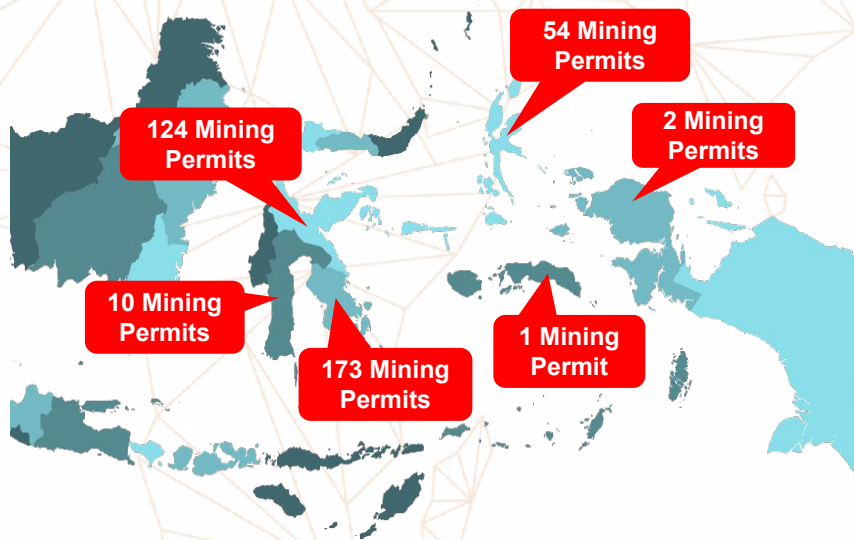 54 Mining
Permits
124 Mining
Permits
2 Mining
Permits
10 Mining
Permits
173 Mining
Permits
1 Mining
Permit